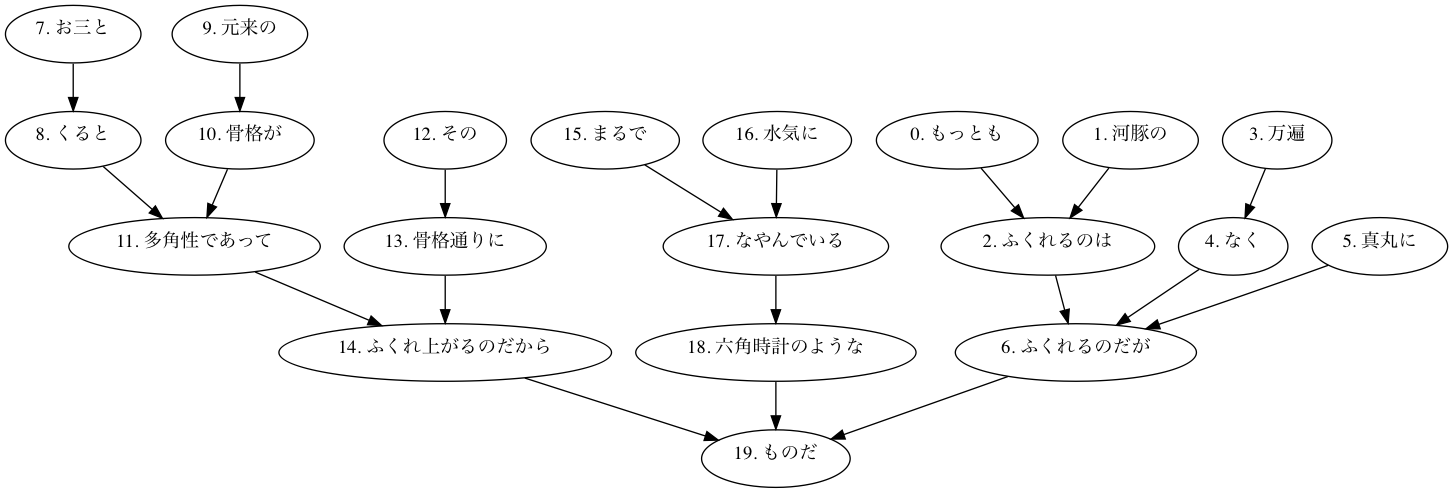 7. お三と
9. 元来の
8. くると
10. 骨格が
12. その
15. まるで
16. 水気に
0. もっとも
1. 河豚の
3. 万遍
11. 多角性であって
13. 骨格通りに
17. なやんでいる
2. ふくれるのは
4. なく
5. 真丸に
14. ふくれ上がるのだから
18. 六角時計のような
6. ふくれるのだが
19. ものだ